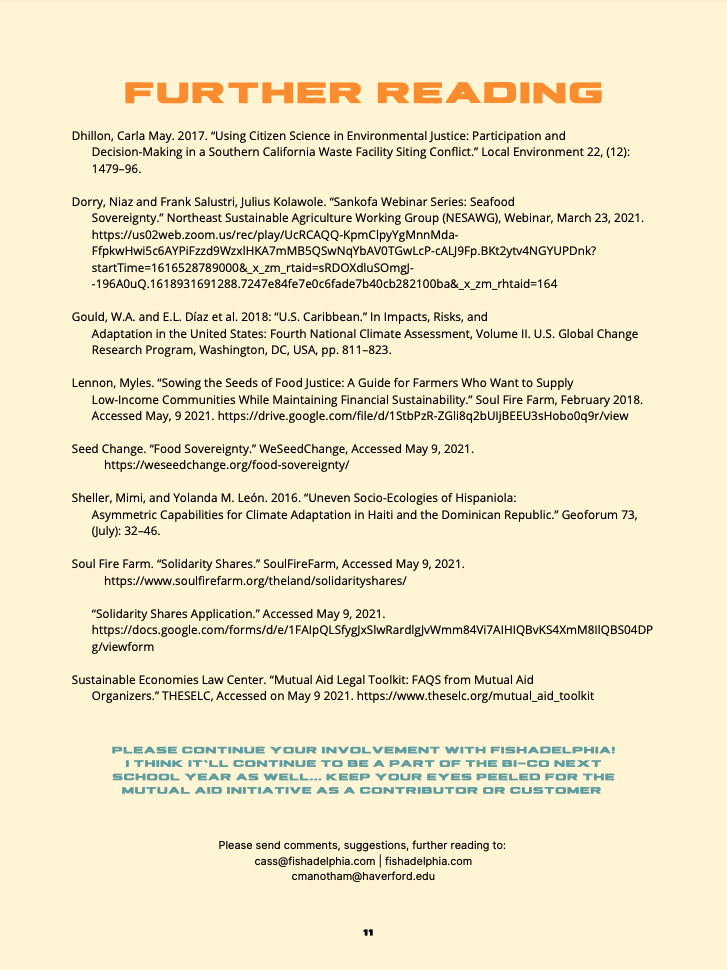 FURTHER READING
Dhillon, Carla May. 2017. “Using Citizen Science in Environmental Justice: Participation and
Decision-Making in a Southern California Waste Facility Siting Conflict.” Local Environment 22, (12):
1479–96.
Dorry, Niaz and Frank Salustri, Julius Kolawole. “Sankofa Webinar Series: Seafood
Sovereignty.” Northeast Sustainable Agriculture Working Group (NESAWG), Webinar, March 23, 2021.
https://us02web.zoom.us/rec/play/UcRCAQQ-KpmClpyYgMnnMda-
FfpkwHwi5c6AYPiFzzd9WzxlHKA7mMB5QSwNqYbAV0TGwLcP-cALJ9Fp.BKt2ytv4NGYUPDnk?
startTime=1616528789000&_x_zm_rtaid=sRDOXdluSOmgJ-
-196A0uQ.1618931691288.7247e84fe7e0c6fade7b40cb282100ba&_x_zm_rhtaid=164
Gould, W.A. and E.L. Díaz et al. 2018: “U.S. Caribbean.” In Impacts, Risks, and
Adaptation in the United States: Fourth National Climate Assessment, Volume II. U.S. Global Change
Research Program, Washington, DC, USA, pp. 811–823.
Lennon, Myles. “Sowing the Seeds of Food Justice: A Guide for Farmers Who Want to Supply
Low-Income Communities While Maintaining Financial Sustainability.” Soul Fire Farm, February 2018.
Accessed May, 9 2021. https://drive.google.com/file/d/1StbPzR-ZGli8q2bUIjBEEU3sHobo0q9r/view
Seed Change. “Food Sovereignty.” WeSeedChange, Accessed May 9, 2021.
https://weseedchange.org/food-sovereignty/
Sheller, Mimi, and Yolanda M. León. 2016. “Uneven Socio-Ecologies of Hispaniola:
Asymmetric Capabilities for Climate Adaptation in Haiti and the Dominican Republic.” Geoforum 73,
(July): 32–46.
Soul Fire Farm. “Solidarity Shares.” SoulFireFarm, Accessed May 9, 2021.
https://www.soulfirefarm.org/theland/solidarityshares/
“Solidarity Shares Application.” Accessed May 9, 2021.
https://docs.google.com/forms/d/e/1FAIpQLSfygJxSlwRardlgJvWmm84Vi7AIHIQBvKS4XmM8IlQBS04DP
g/viewform
Sustainable Economies Law Center. “Mutual Aid Legal Toolkit: FAQS from Mutual Aid
Organizers.” THESELC, Accessed on May 9 2021. https://www.theselc.org/mutual_aid_toolkit
PLEASE CONTINUE YOUR INVOLVEMENT WITH FISHADELPHIA!
I THINK IT'LL CONTINUE TO BE A PART OF THE BI-CO NEXT
SCHOOL YEAR AS WELL... KEEP YOUR EYES PEELED FOR THE
MUTUAL AID INITIATIVE AS A CONTRIBUTOR OR CUSTOMER
Please send comments, suggestions, further reading to:
cass@fishadelphia.com | fishadelphia.com
cmanotham@haverford.edu
11